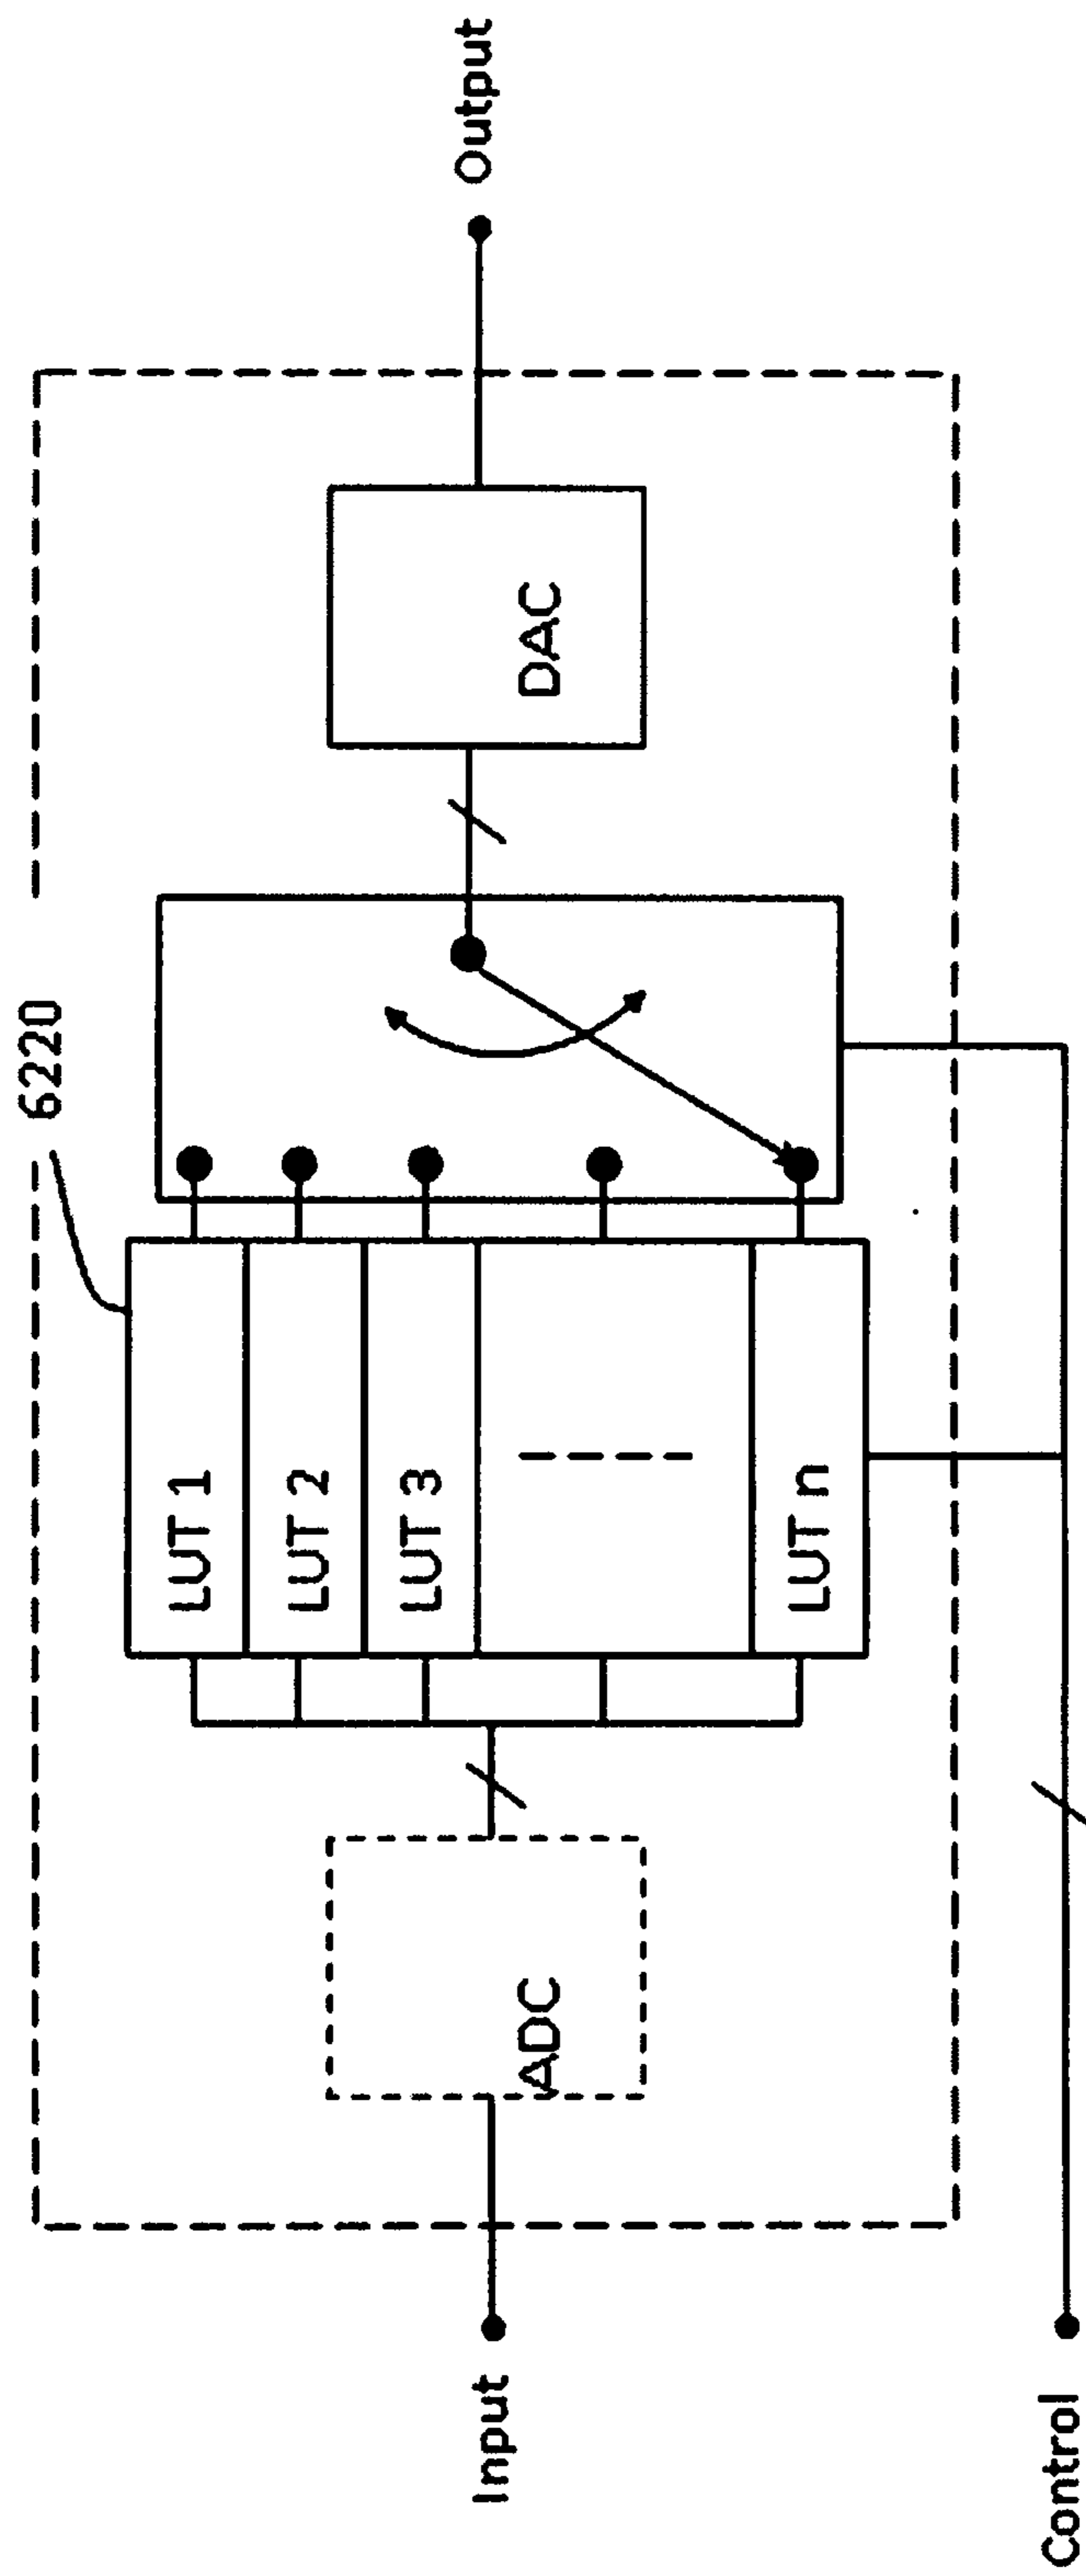 6220
Input
ADC
LUT 1
LUT 2
LUT 3
LUT n
DAC
Output
Control